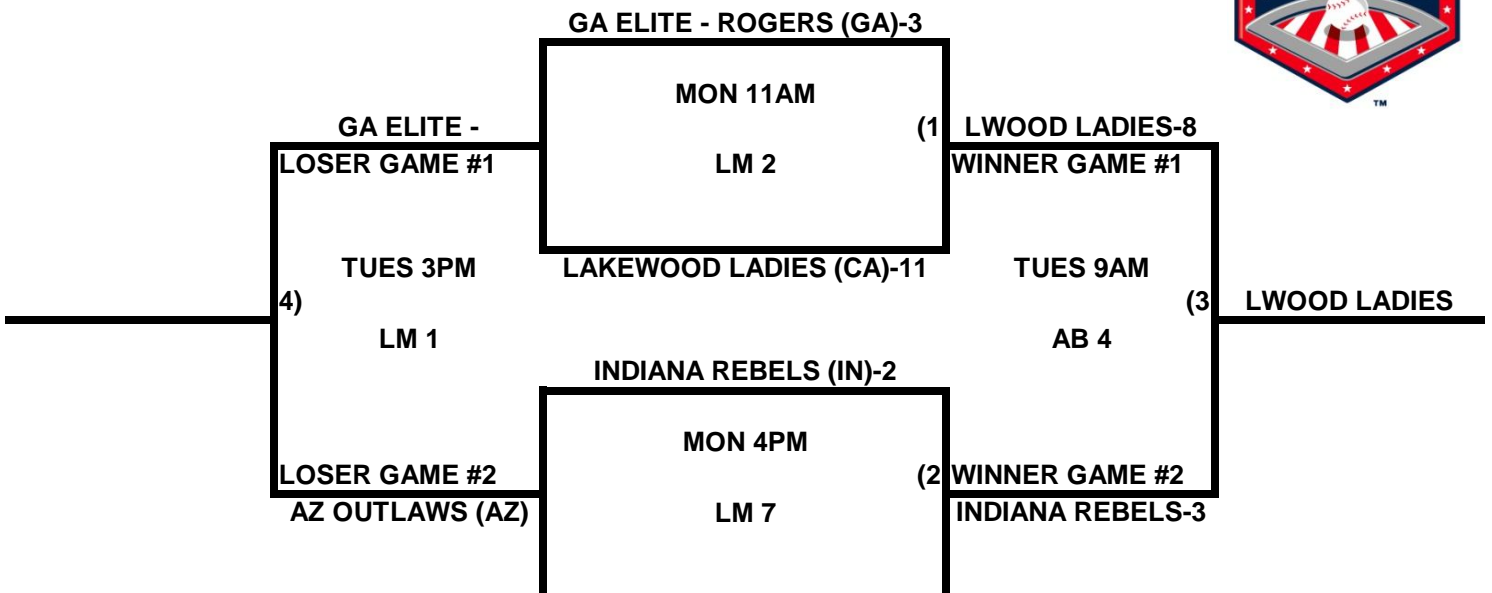 GA ELITE - ROGERS (GA)-3
MON 11AM
TM
GA ELITE -
(1
LWOOD LADIES-8
LOSER GAME #1
LM 2
WINNER GAME #1
TUES 3PM
LAKEWOOD LADIES (CA)-11
TUES 9AM
4)
(3
LWOOD LADIES
LM 1
AB 4
INDIANA REBELS (IN)-2
MON 4PM
LOSER GAME #2
(2
WINNER GAME #2
AZ OUTLAWS (AZ)
LM 7
INDIANA REBELS-3